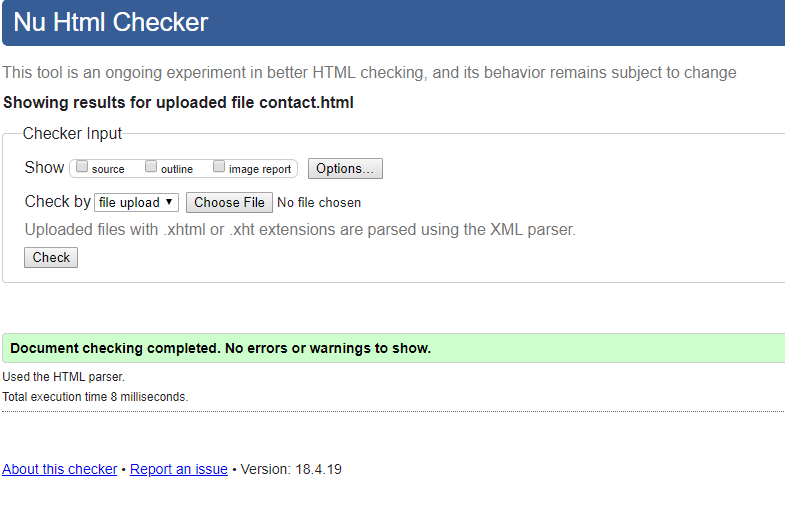 Nu Html Checker
This tool is an ongoing experiment in better HTML checking, and its behavior remains subject to change
Showing results for uploaded file contact.html
Checker Input
Show source outline image report Options...
Check by file upload ▼ Choose File No file chosen
Uploaded files with .xhtml or .xht extensions are parsed using the XML parser.
Check
Document checking completed. No errors or warnings to show.
Used the HTML parser.
Total execution time 8 milliseconds.
About this checker • Report an issue • Version: 18.4.19